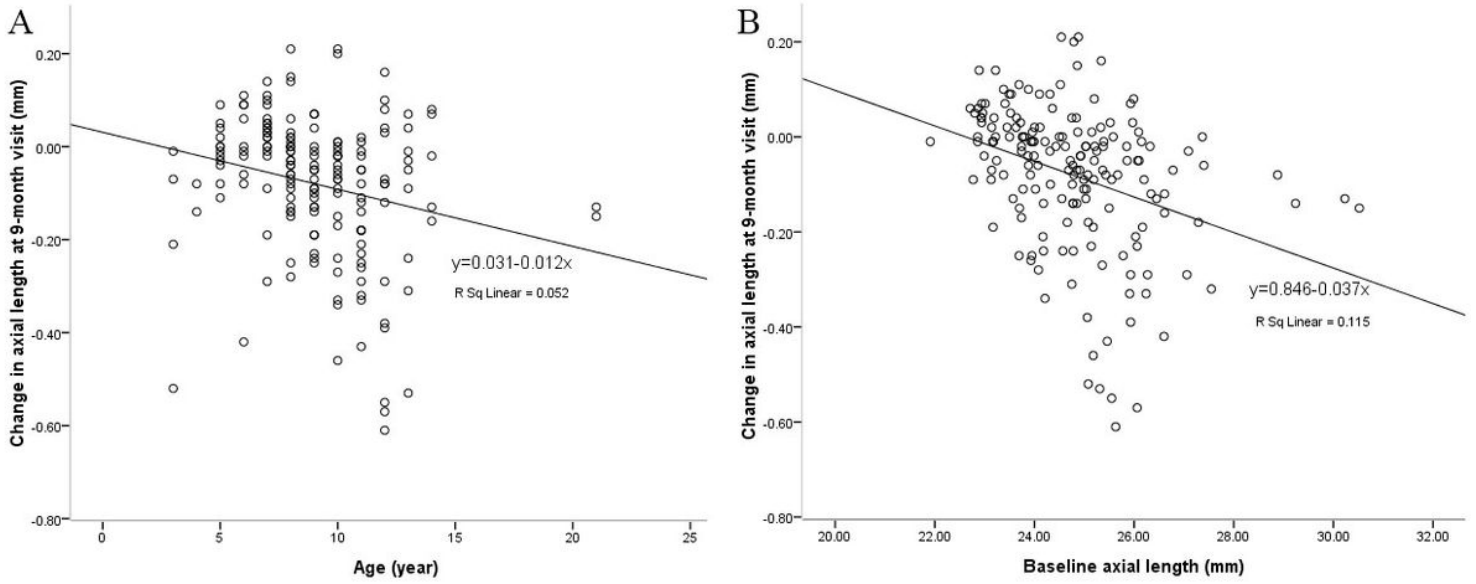 A
Change in axial length at 9-month visit (mm)
0.20
0.00
-0.20
-0.40
-0.60
-0.80
y=0.031-0.012x
R Sq Linear = 0.052
0
5
10
15
20
25
Age (year)
B
Change in axial length at 9-month visit (mm)
0.20
0.00
-0.20
-0.40
-0.60
-0.80
y=0.846-0.037x
R Sq Linear = 0.115
20.00
22.00
24.00
26.00
28.00
30.00
32.00
Baseline axial length (mm)